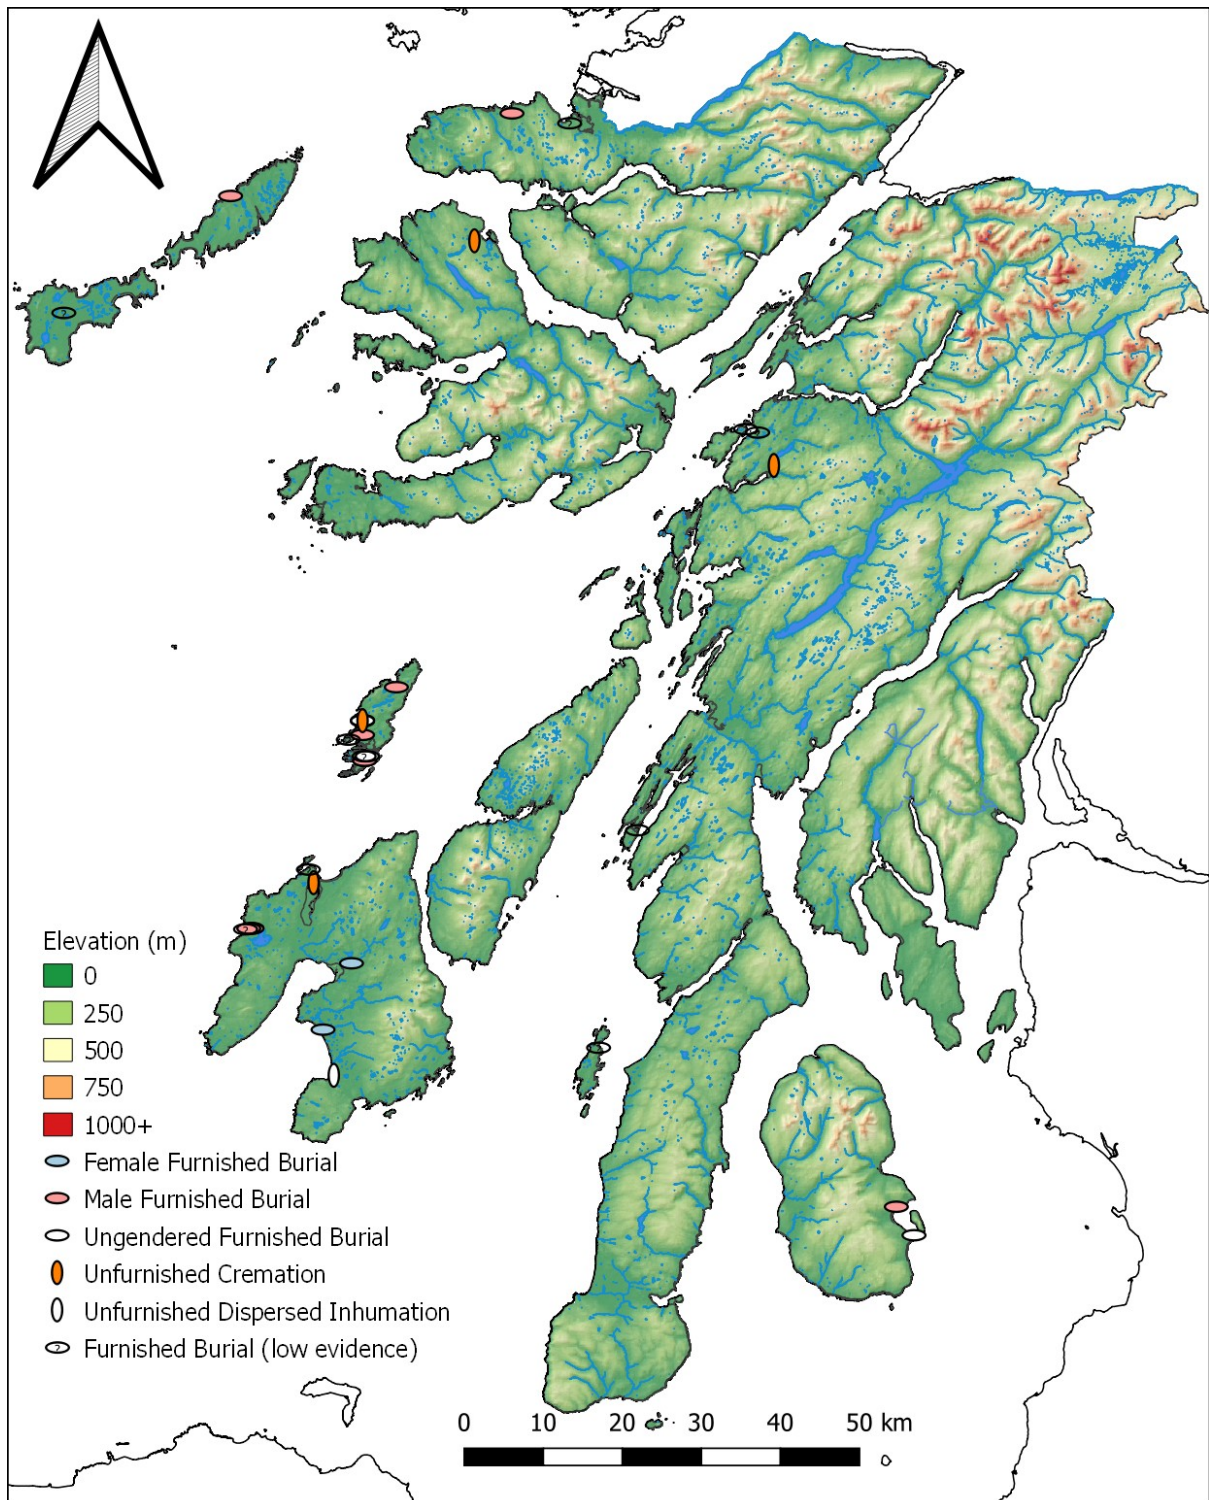 Elevation (m)
0
250
500
750
1000+
Female Furnished Burial
Male Furnished Burial
Ungendered Furnished Burial
Unfurnished Cremation
Unfurnished Dispersed Inhumation
? Furnished Burial (low evidence)
0 10 20 30 40 50 km